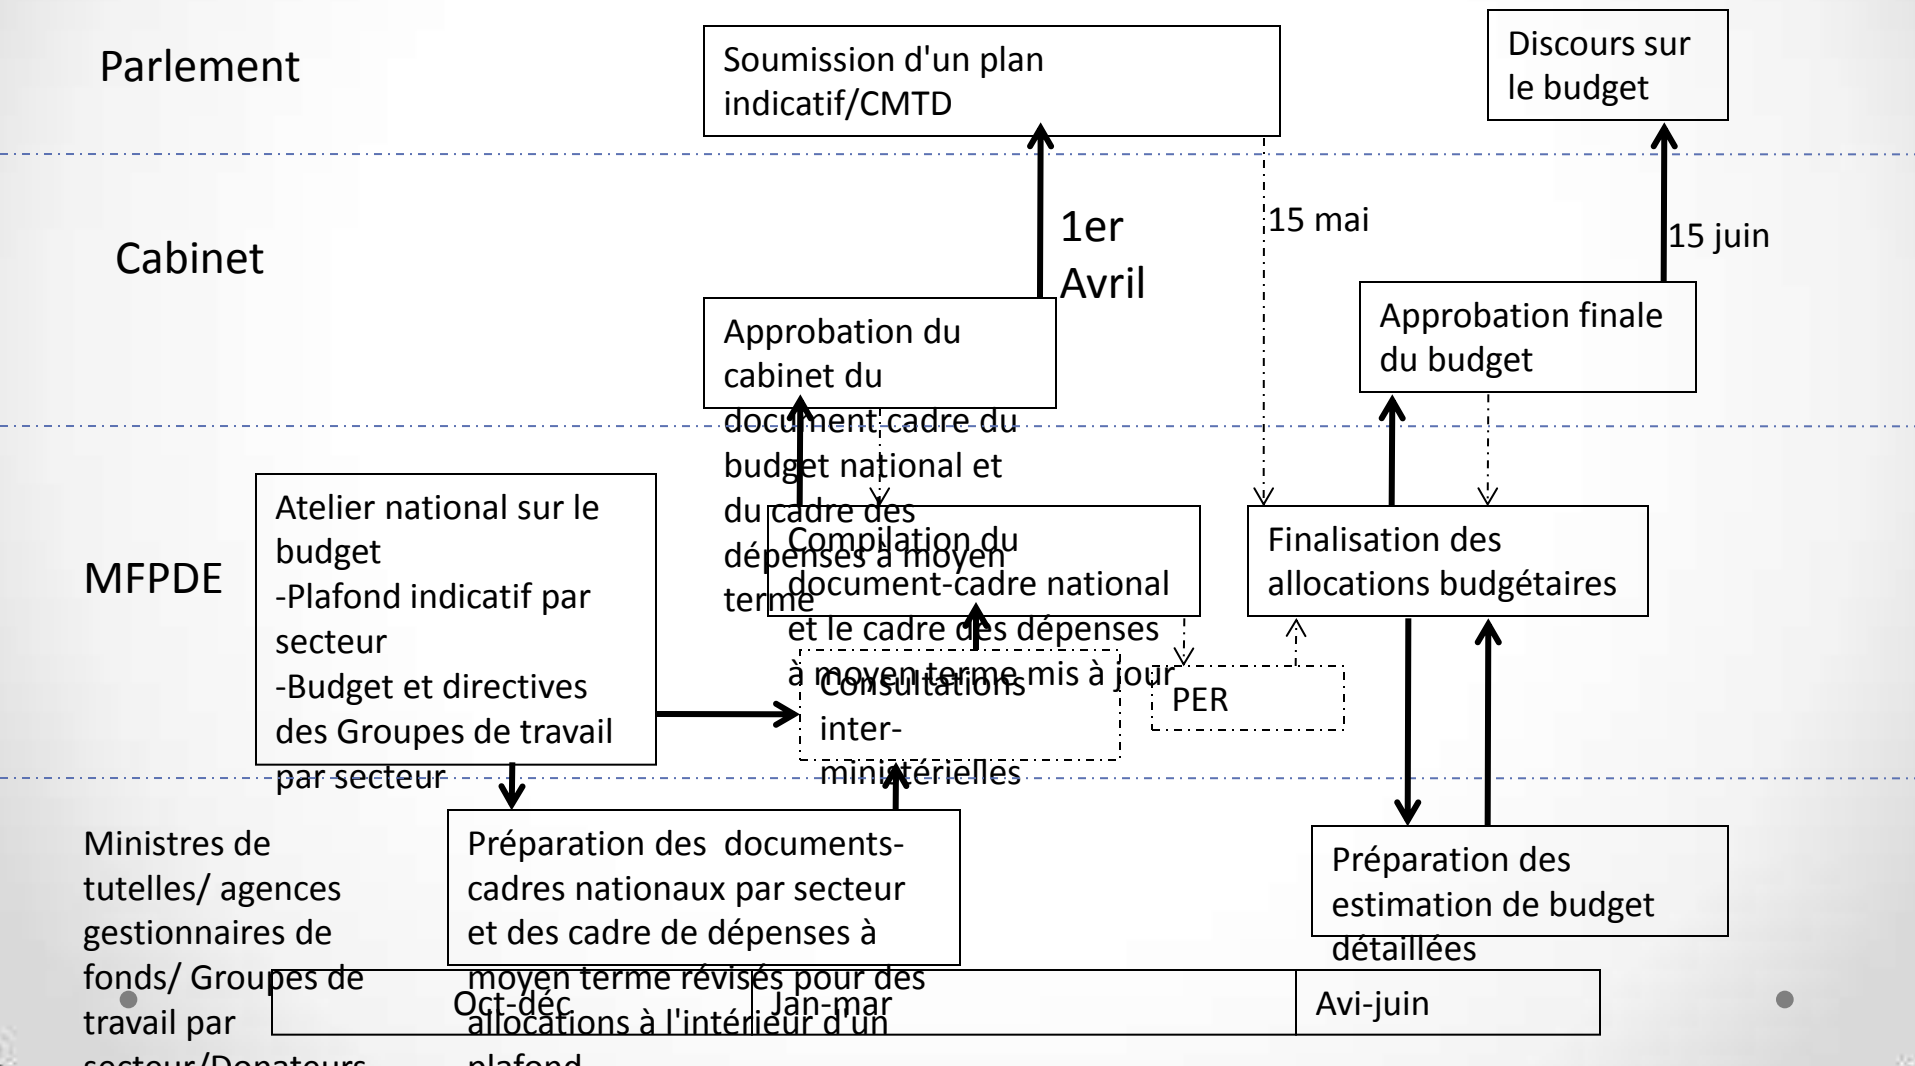 Parlement
Soumission d'un plan
indicatif/CMTD
Discours sur
le budget
Cabinet
1er
Avril
15 mai
15 juin
Approbation du
cabinet du
document cadre du
budget national et
du cadre des
dépenses à moyen
terme
Approbation finale
du budget
MFPDE
Atelier national sur le
budget
-Plafond indicatif par
secteur
-Budget et directives
des Groupes de travail
par secteur
Compilation du
document-cadre national
et le cadre des dépenses
à moyen terme mis à jour
Finalisation des
allocations budgétaires
Consultations
inter-
ministérielles
PER
Ministres de
tutelles/ agences
gestionnaires de
fonds/ Groupes de
travail par
secteur/Donateurs
Préparation des  documents-
cadres nationaux par secteur
et des cadre de dépenses à
moyen terme révisés pour des
allocations à l'intérieur d'un
plafond
Préparation des
estimation de budget
détaillées
Oct-déc
Jan-mar
Avi-juin